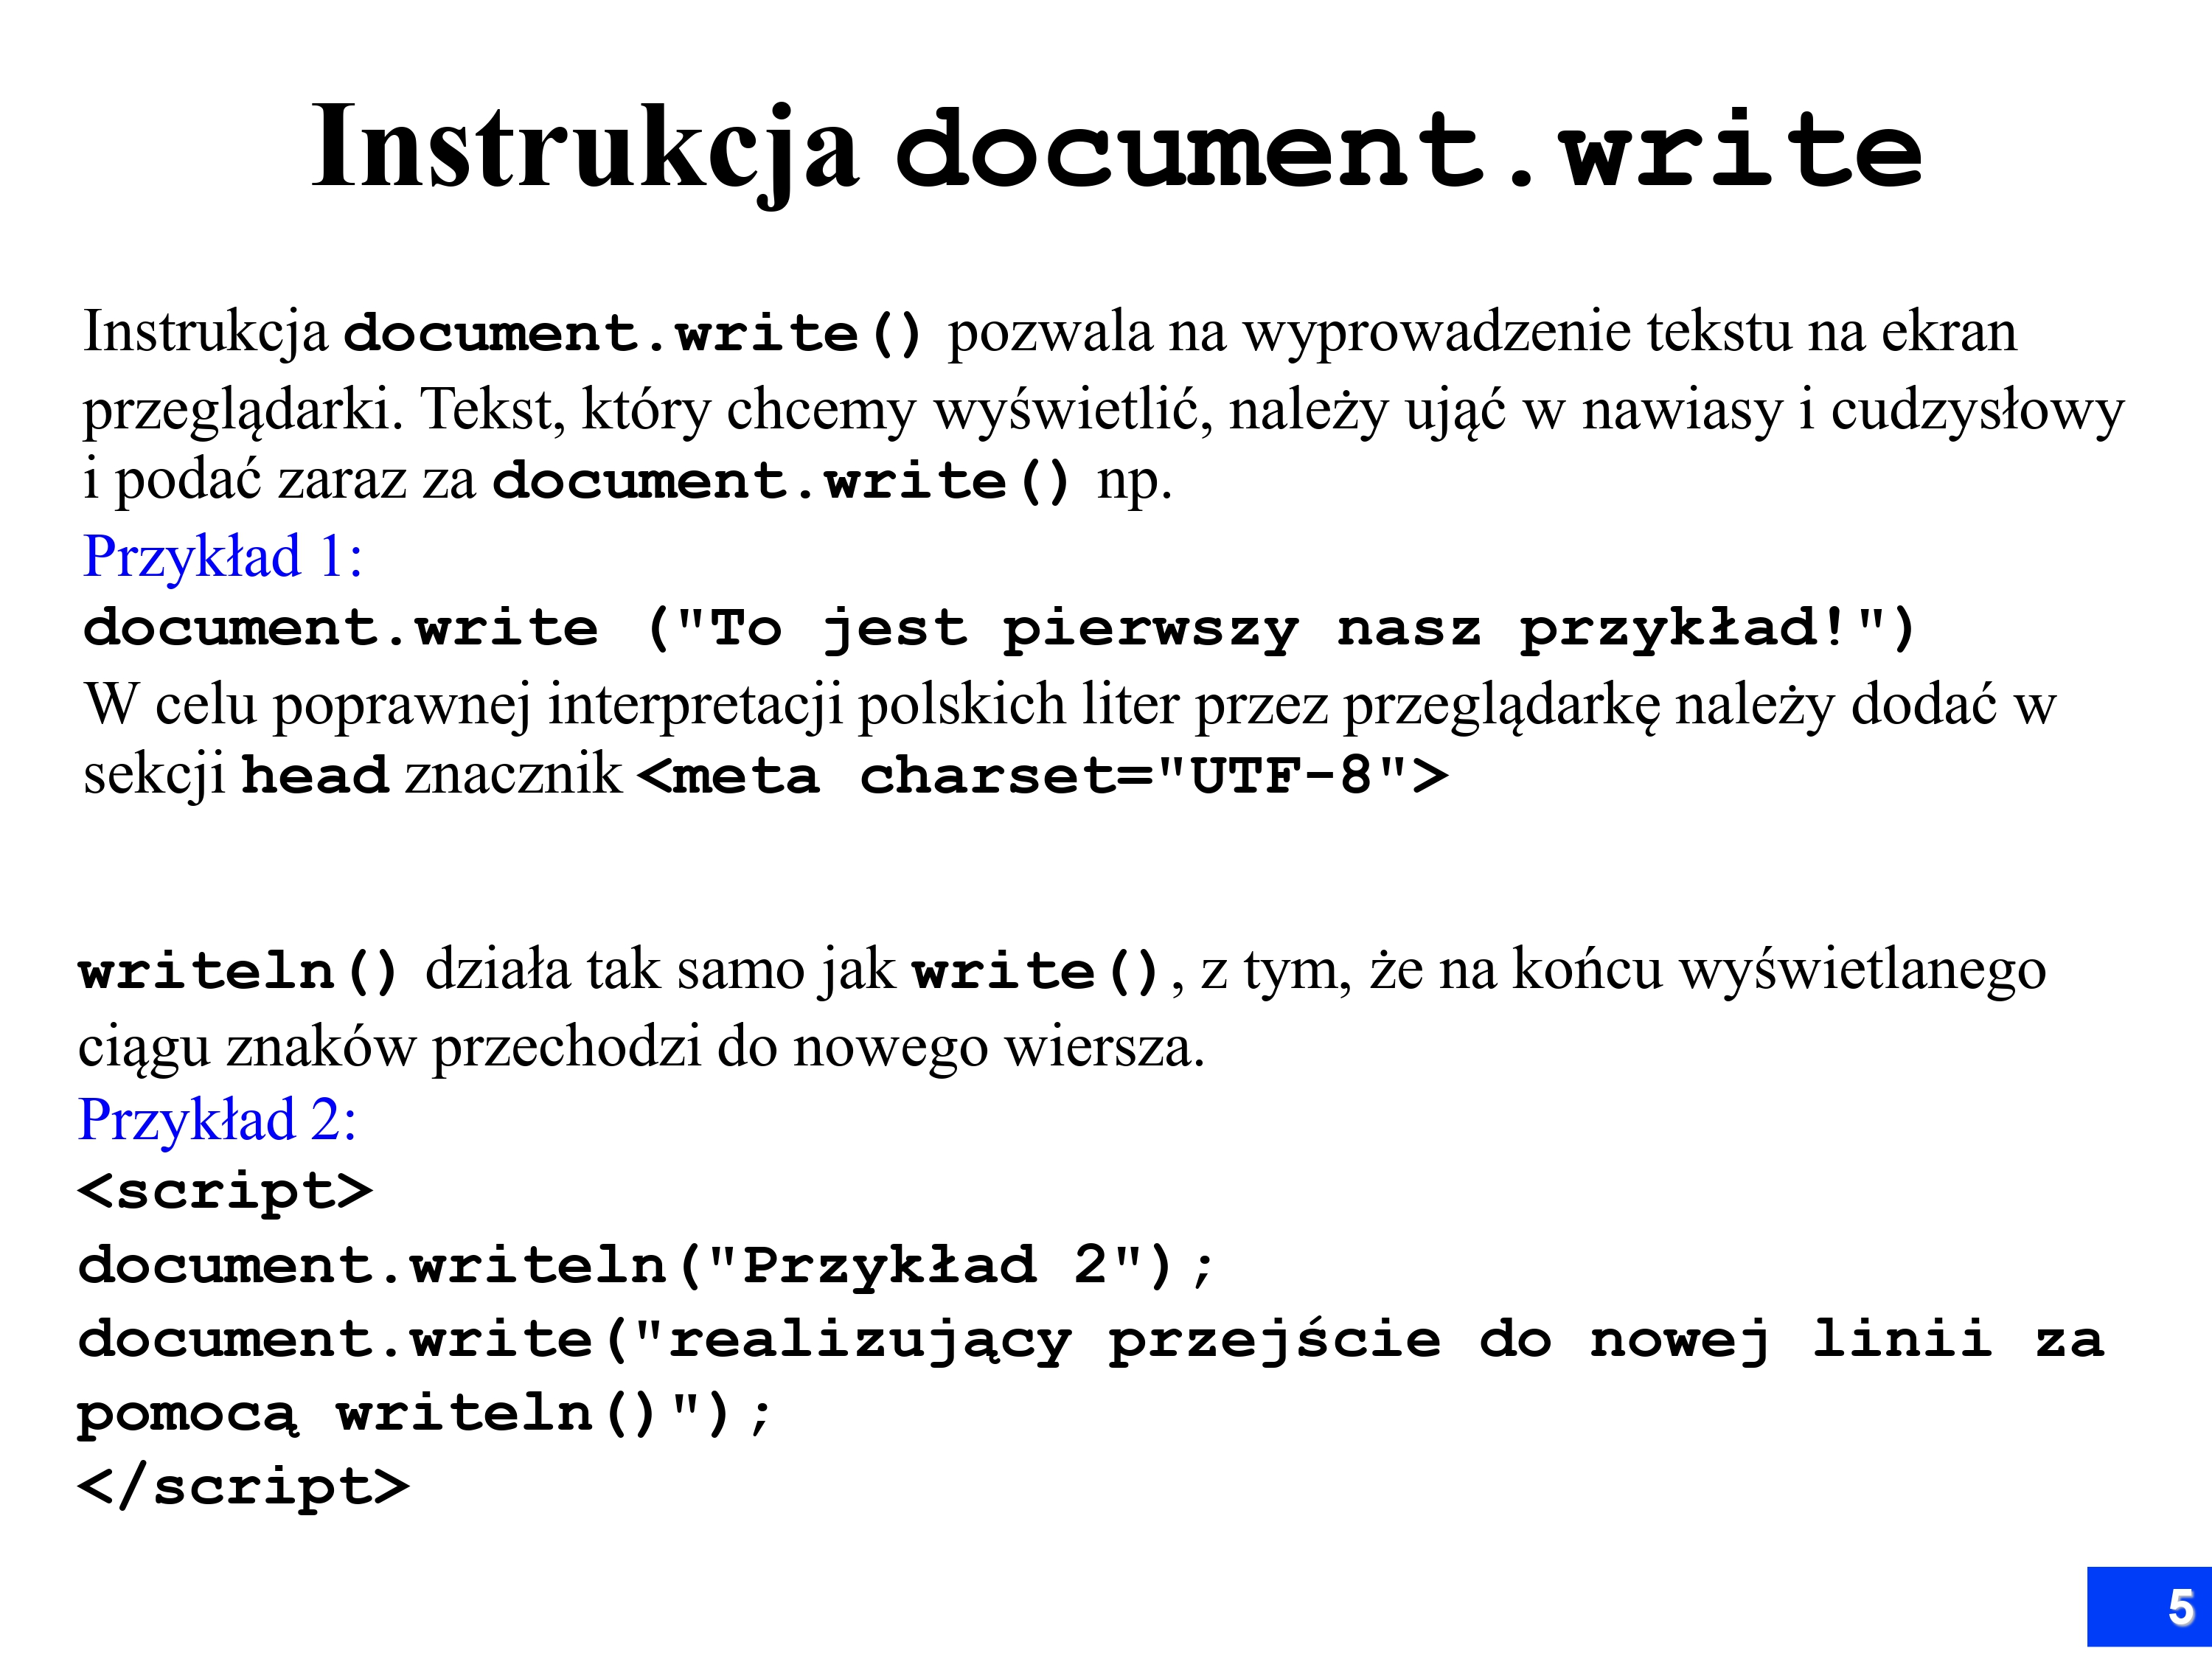 Instrukcja document.write
Instrukcja document.write() pozwala na wyprowadzenie tekstu na ekran
przeglądarki. Tekst, który chcemy wyświetlić, należy ująć w nawiasy i cudzysłowy
i podać zaraz za document.write() np.
Przykład 1:
document.write ("To jest pierwszy nasz przykład!")
W celu poprawnej interpretacji polskich liter przez przeglądarkę należy dodać w
sekcji head znacznik <meta charset="UTF-8">
writeln() działa tak samo jak write(), z tym, że na końcu wyświetlanego
ciągu znaków przechodzi do nowego wiersza.
Przykład 2:
<script>
document.writeln("Przykład 2");
document.write("realizujący przejście do nowej linii za
pomocą writeln()");
</script>
5